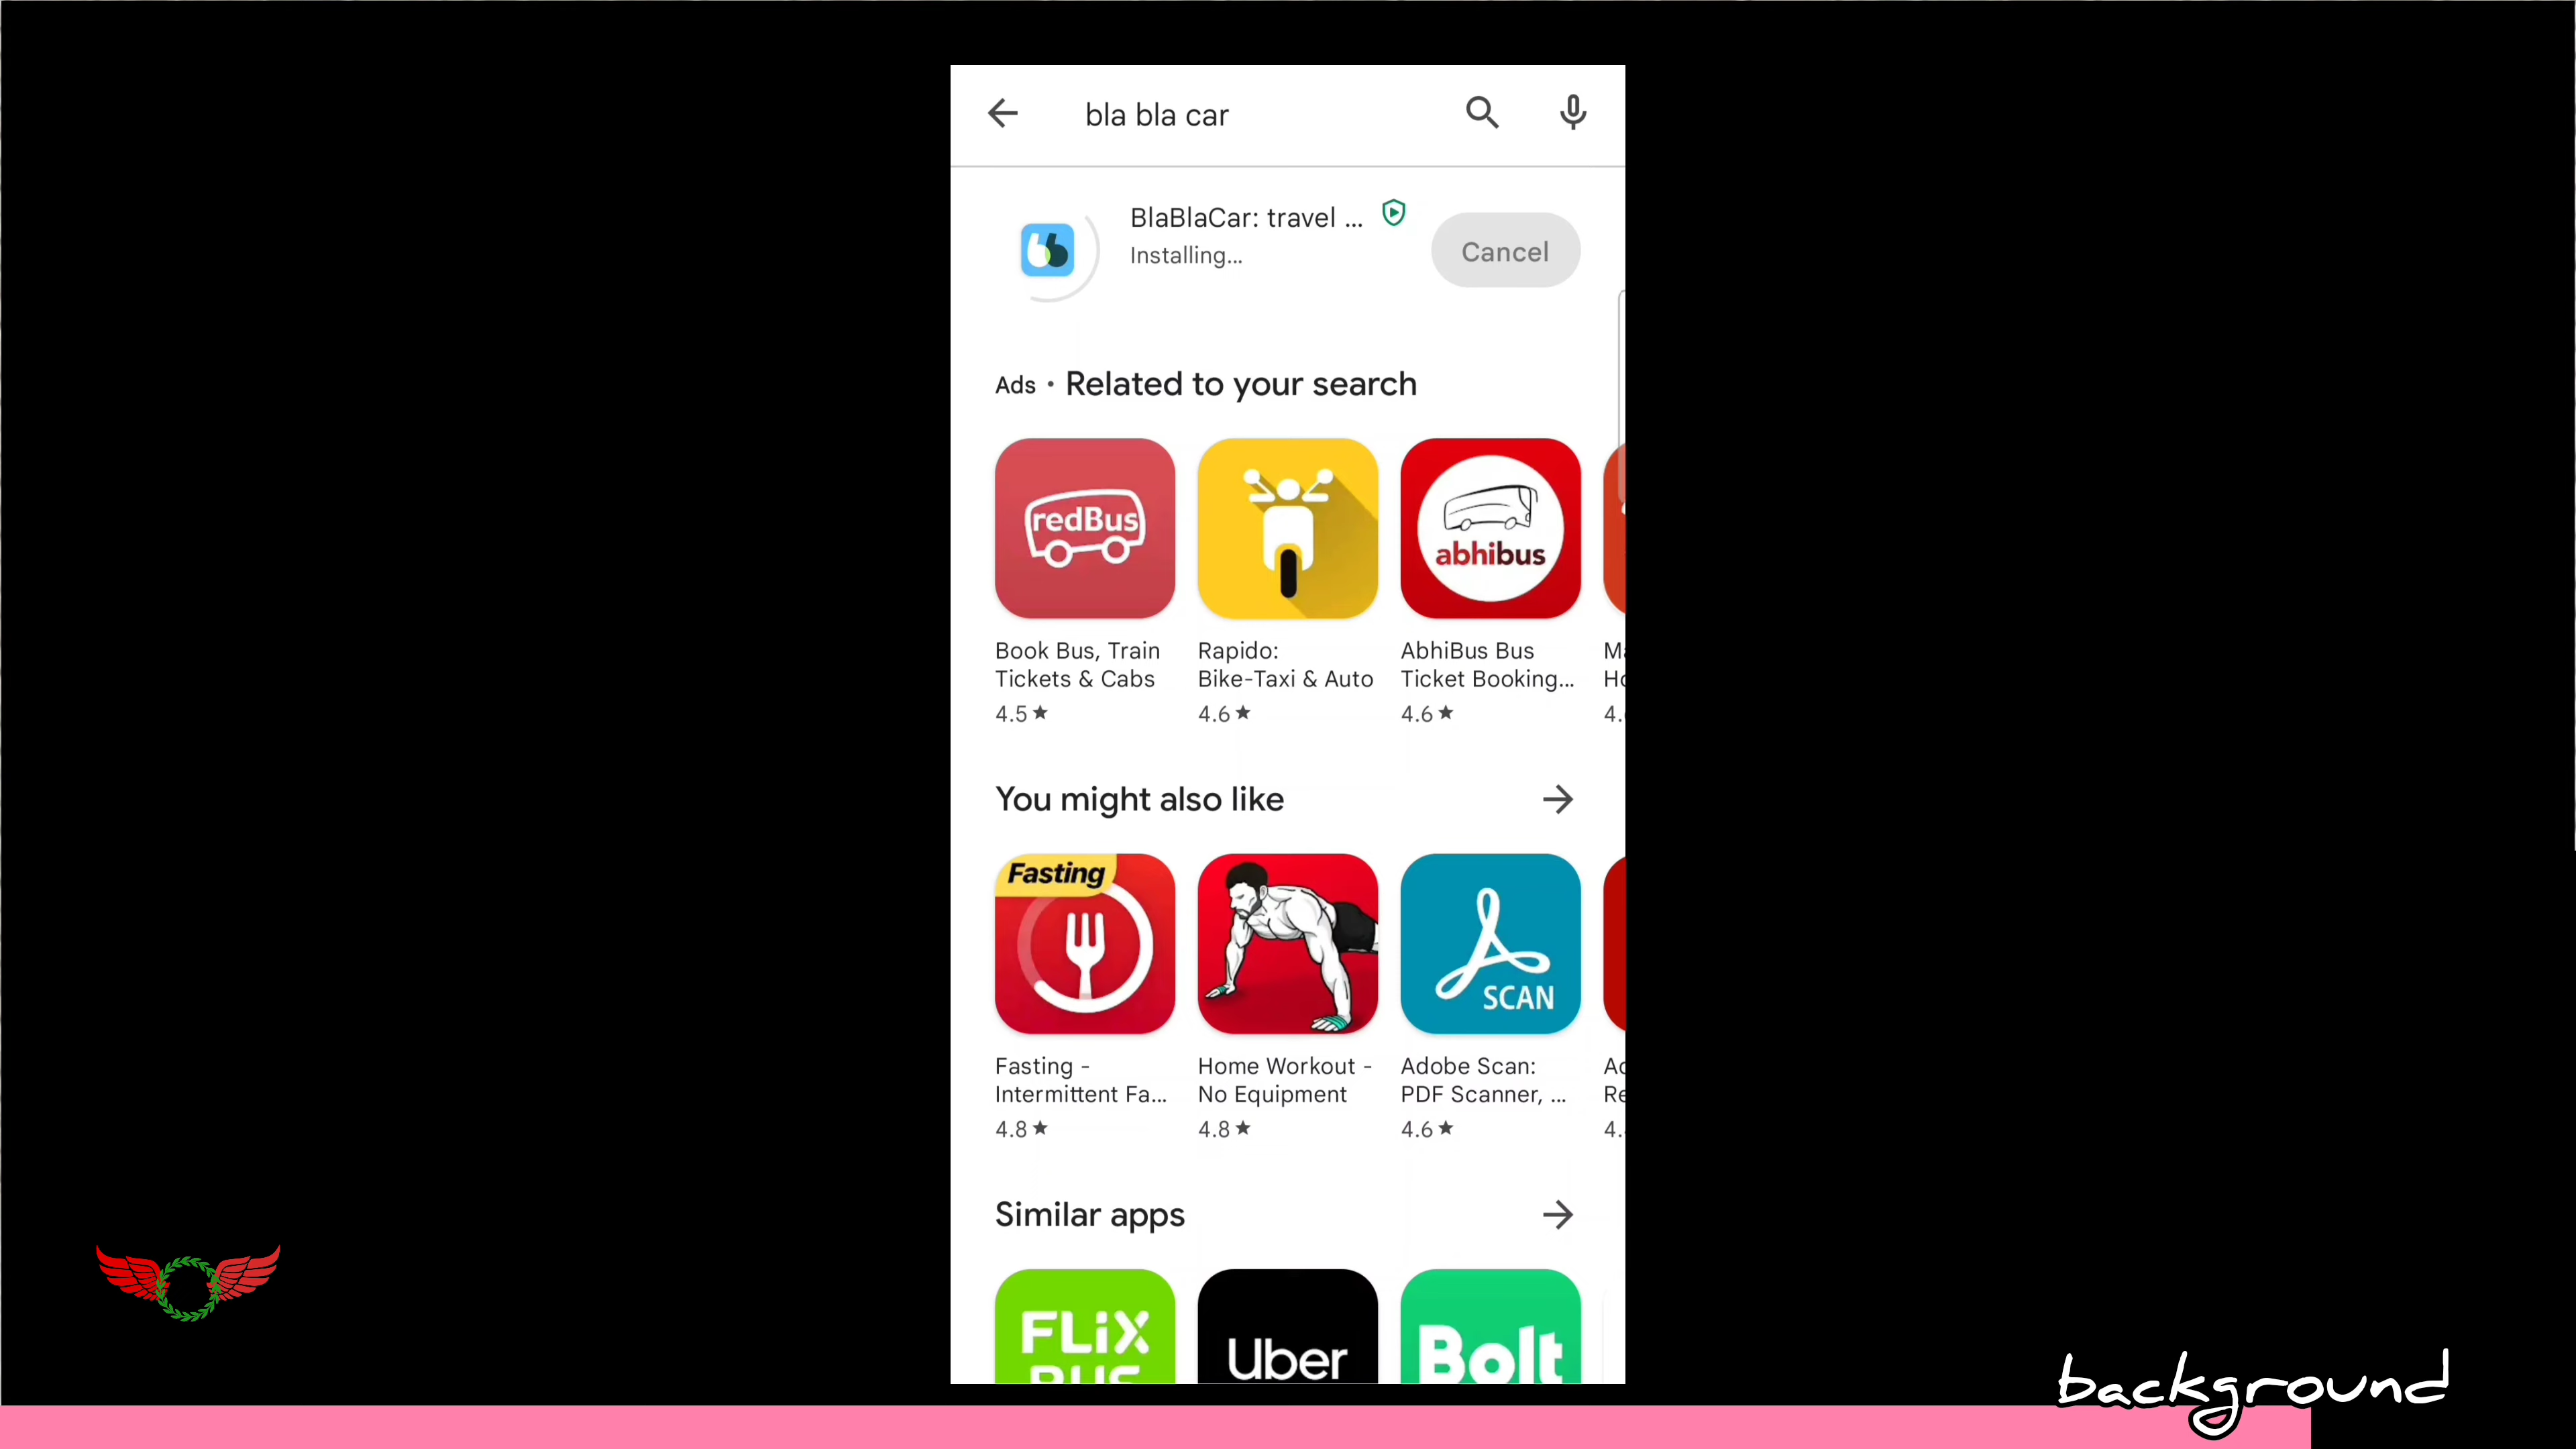 bla bla car
BlaBlaCar: travel ...
Installing...
Cancel
Ads • Related to your search
redBus
abhibus
Book Bus, Train
Tickets & Cabs
4.5★
Rapido:
Bike-Taxi & Auto
4.6★
AbhiBus Bus
Ticket Booking...
4.6★
You might also like
Fasting
SCAN
Fasting -
Intermittent Fa...
4.8★
Home Workout -
No Equipment
4.8★
Adobe Scan:
PDF Scanner, ...
4.6★
Similar apps
FLiX
BUS
Uber
Bolt
background